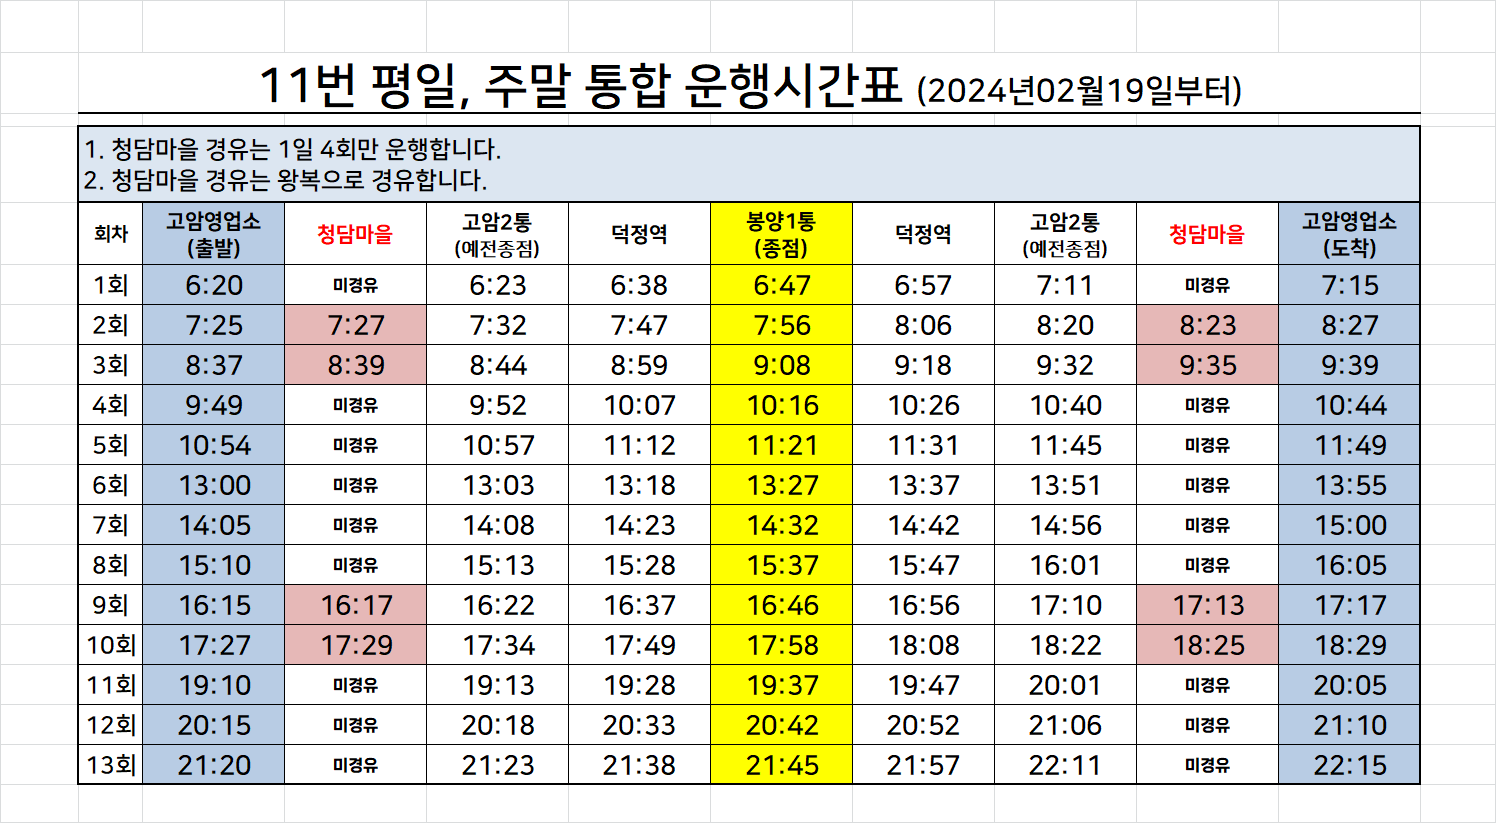 11번 평일, 주말 통합 운행시간표 (2024년02월19일부터)
1. 청담마을 경유는 1일 4회만 운행합니다.
2. 청담마을 경유는 왕복으로 경유합니다.
회차 고암영업소 (출발) 청담마을 고암2통 (예전종점) 덕정역 봉양1통 (종점) 덕정역 고암2통 (예전종점) 청담마을 고암영업소 (도착)
1회 6:20 미경유 6:23 6:38 6:47 6:57 7:11 미경유 7:15
2회 7:25 7:27 7:32 7:47 7:56 8:06 8:20 8:23 8:27
3회 8:37 8:39 8:44 8:59 9:08 9:18 9:32 9:35 9:39
4회 9:49 미경유 9:52 10:07 10:16 10:26 10:40 미경유 10:44
5회 10:54 미경유 10:57 11:12 11:21 11:31 11:45 미경유 11:49
6회 13:00 미경유 13:03 13:18 13:27 13:37 13:51 미경유 13:55
7회 14:05 미경유 14:08 14:23 14:32 14:42 14:56 미경유 15:00
8회 15:10 미경유 15:13 15:28 15:37 15:47 16:01 미경유 16:05
9회 16:15 16:17 16:22 16:37 16:46 16:56 17:10 17:13 17:17
10회 17:27 17:29 17:34 17:49 17:58 18:08 18:22 18:25 18:29
11회 19:10 미경유 19:13 19:28 19:37 19:47 20:01 미경유 20:05
12회 20:15 미경유 20:18 20:33 20:42 20:52 21:06 미경유 21:10
13회 21:20 미경유 21:23 21:38 21:45 21:57 22:11 미경유 22:15